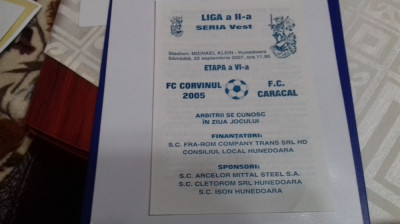 LIGA a II-a
SERIA Vest
Stadion: MICHAEL KLEIN - Hunedoara
Sâmbătă, 22 septembrie 2007, ora 11,00
ETAPA a VI-a
FC CORVINUL 2005
F.C. CARACAL
ARBITRII SE CUNOSC
ÎN ZIUA JOCULUI
FINANȚATORI:
S.C. FRA-ROM COMPANY TRANS SRL HD
CONSILIUL LOCAL HUNEDOARA
SPONSORI:
S.C. ARCELOR MITTAL STEEL S.A.
S.C. CLETOROM SRL HUNEDOARA
S.C. ISON HUNEDOARA